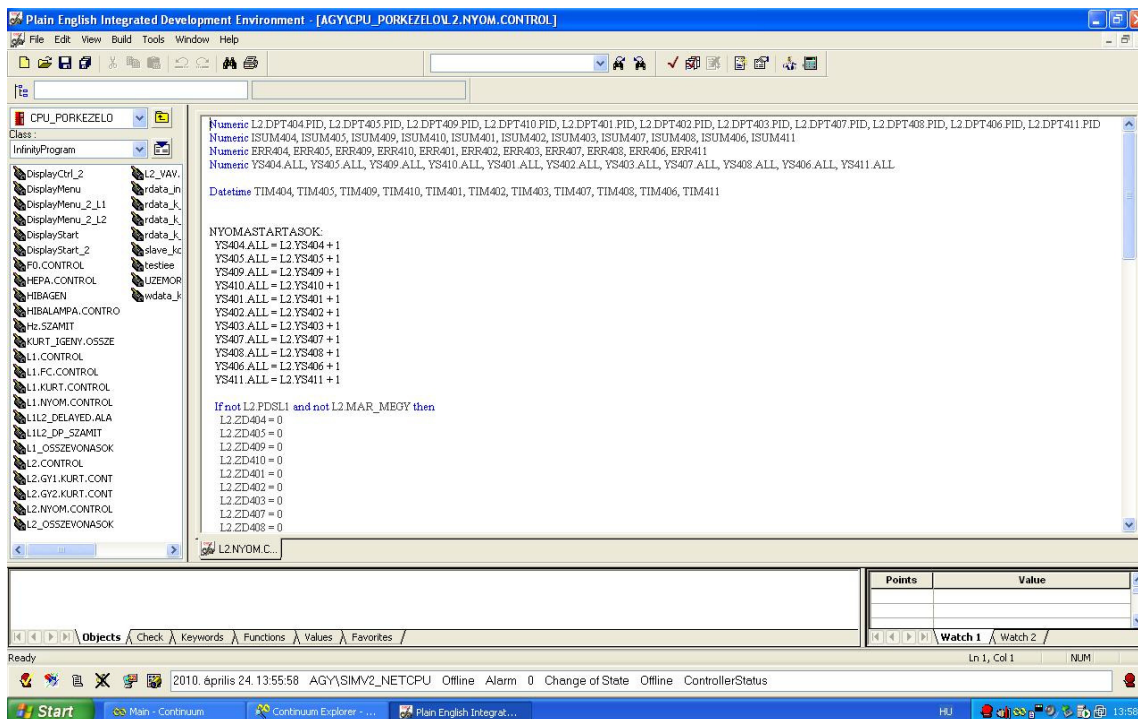 Plain English Integrated Development Environment - [AGY\CPU_PORKEZELO\L2.NYOM.CONTROL]
File Edit View Build Tools Window Help
CPU_PORKEZELO
Class :
InfinityProgram
DisplayCtrl_2
DisplayMenu
DisplayMenu_2_L1
DisplayMenu_2_L2
DisplayStart
DisplayStart_2
F0.CONTROL
HEPA.CONTROL
HIBAGEN
HIBALAMPA.CONTRO
Hz.SZAMIT
KURT_IGENY.OSSZE
L1.CONTROL
L1.FC.CONTROL
L1.KURT.CONTROL
L1.NYOM.CONTROL
L1L2_DELAYED.ALA
L1L2_DP_SZAMIT
L1_OSSZEVONASOK
L2.CONTROL
L2.GY1.KURT.CONT
L2.GY2.KURT.CONT
L2.NYOM.CONTROL
L2_OSSZEVONASOK
L2_VAV.
rdata_in
rdata_k_
rdata_k_
rdata_k_
slave_kc
testiee
UZEMOR
wdata_k
Numeric L2.DPT404.PID, L2.DPT405.PID, L2.DPT409.PID, L2.DPT410.PID, L2.DPT401.PID, L2.DPT402.PID, L2.DPT403.PID, L2.DPT407.PID, L2.DPT408.PID, L2.DPT406.PID, L2.DPT411.PID
Numeric ISUM404, ISUM405, ISUM409, ISUM410, ISUM401, ISUM402, ISUM403, ISUM407, ISUM408, ISUM406, ISUM411
Numeric ERR404, ERR405, ERR409, ERR410, ERR401, ERR402, ERR403, ERR407, ERR408, ERR406, ERR411
Numeric YS404.ALL, YS405.ALL, YS409.ALL, YS410.ALL, YS401.ALL, YS402.ALL, YS403.ALL, YS407.ALL, YS408.ALL, YS406.ALL, YS411.ALL
Datetime TIM404, TIM405, TIM409, TIM410, TIM401, TIM402, TIM403, TIM407, TIM408, TIM406, TIM411
NYOMASTARTASOK:
YS404.ALL = L2.YS404 + 1
YS405.ALL = L2.YS405 + 1
YS409.ALL = L2.YS409 + 1
YS410.ALL = L2.YS410 + 1
YS401.ALL = L2.YS401 + 1
YS402.ALL = L2.YS402 + 1
YS403.ALL = L2.YS403 + 1
YS407.ALL = L2.YS407 + 1
YS408.ALL = L2.YS408 + 1
YS406.ALL = L2.YS406 + 1
YS411.ALL = L2.YS411 + 1
If not L2.PDSL1 and not L2.MAR_MEGY then
L2.ZD404 = 0
L2.ZD405 = 0
L2.ZD409 = 0
L2.ZD410 = 0
L2.ZD401 = 0
L2.ZD402 = 0
L2.ZD403 = 0
L2.ZD407 = 0
L2.ZD408 = 0
L2.NYOM.C...
Objects Check Keywords Functions Values Favorites
Points Value
Watch 1 Watch 2
Ready
Ln 1, Col 1 NUM
2010. április 24. 13:55:58 AGY\SIMV2_NETCPU Offline Alarm 0 Change of State Offline ControllerStatus
Start Main - Continuum Continuum Explorer - ... Plain English Integrat... HU 13:58